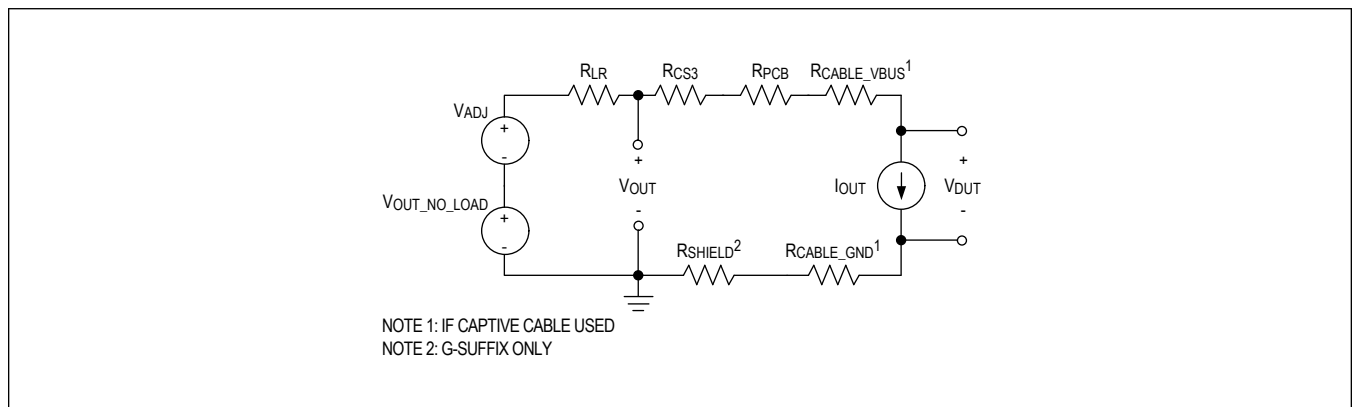 RLR RCS3 RPCB RCABLE_VBUS1
VADJ
+
-
+
VOUT
-
IOUT
+
VDUT
-
VOUT_NO_LOAD
+
-
RSHIELD2 RCABLE_GND1
NOTE 1: IF CAPTIVE CABLE USED
NOTE 2: G-SUFFIX ONLY